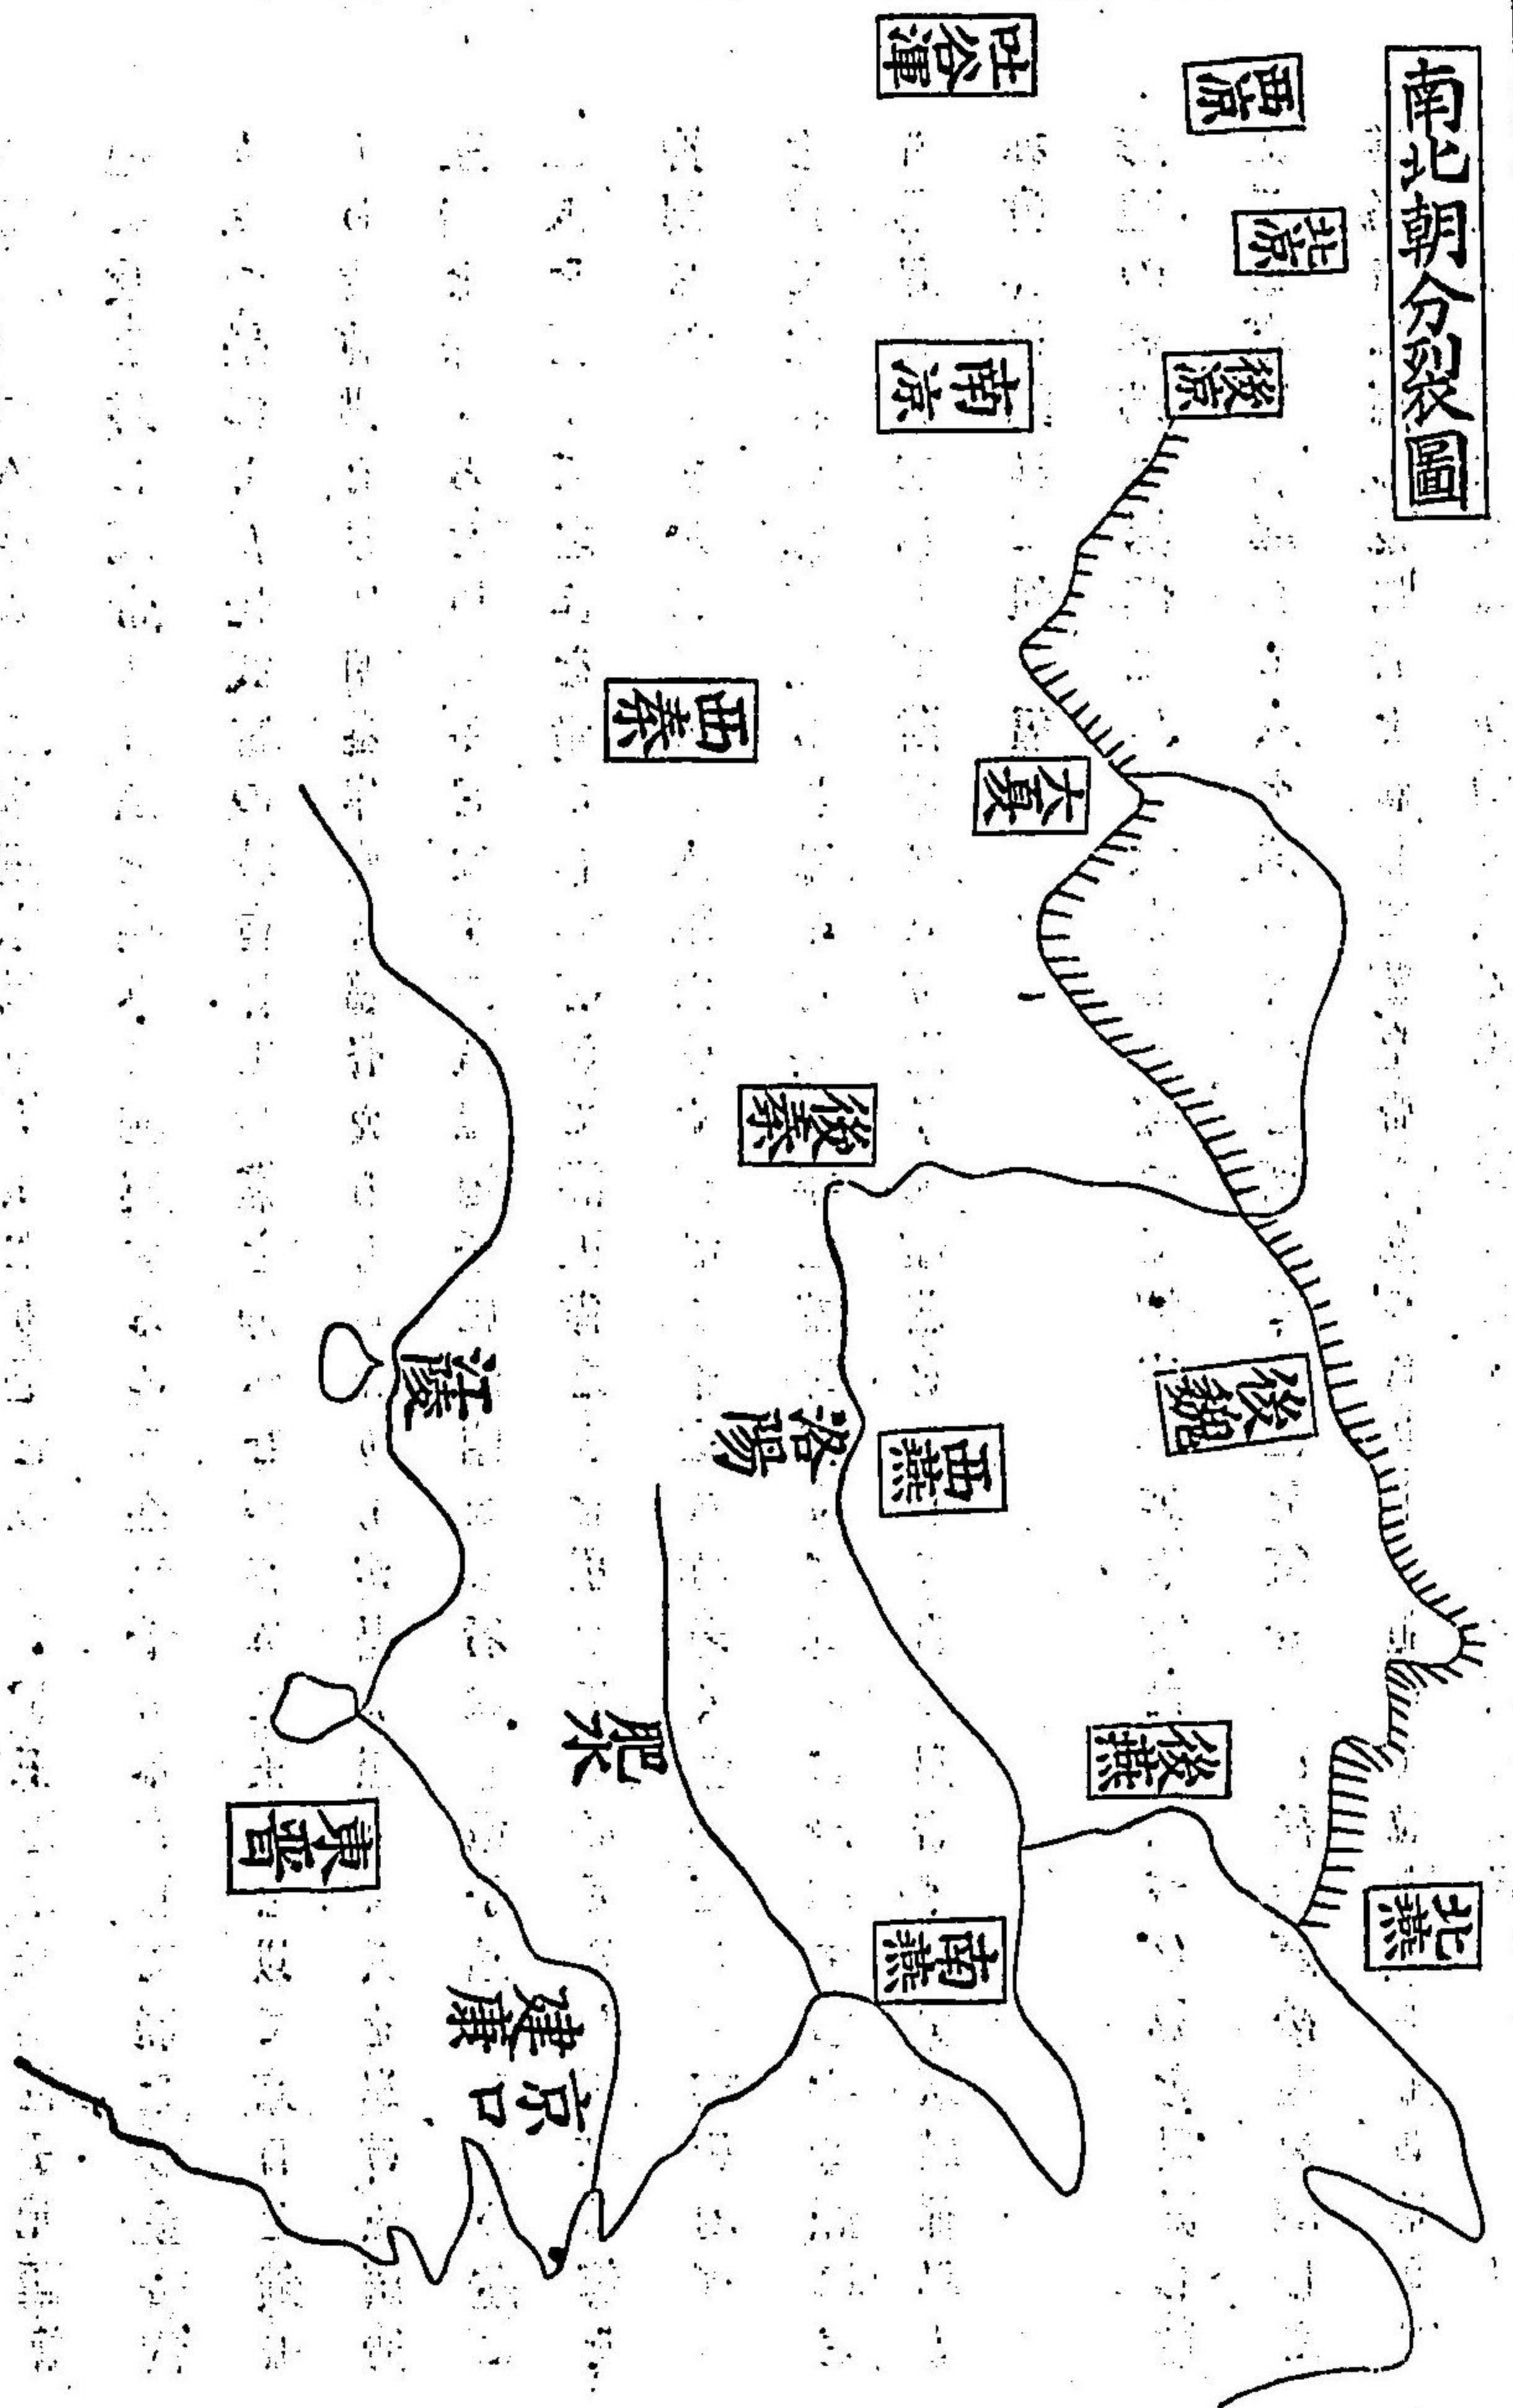 南北朝分裂圖
吐谷渾
西涼
北涼
後涼
南涼
西秦
大夏
後秦
後魏
西燕
洛陽
江陵
肥水
後燕
北燕
南燕
東晋
建康
京口